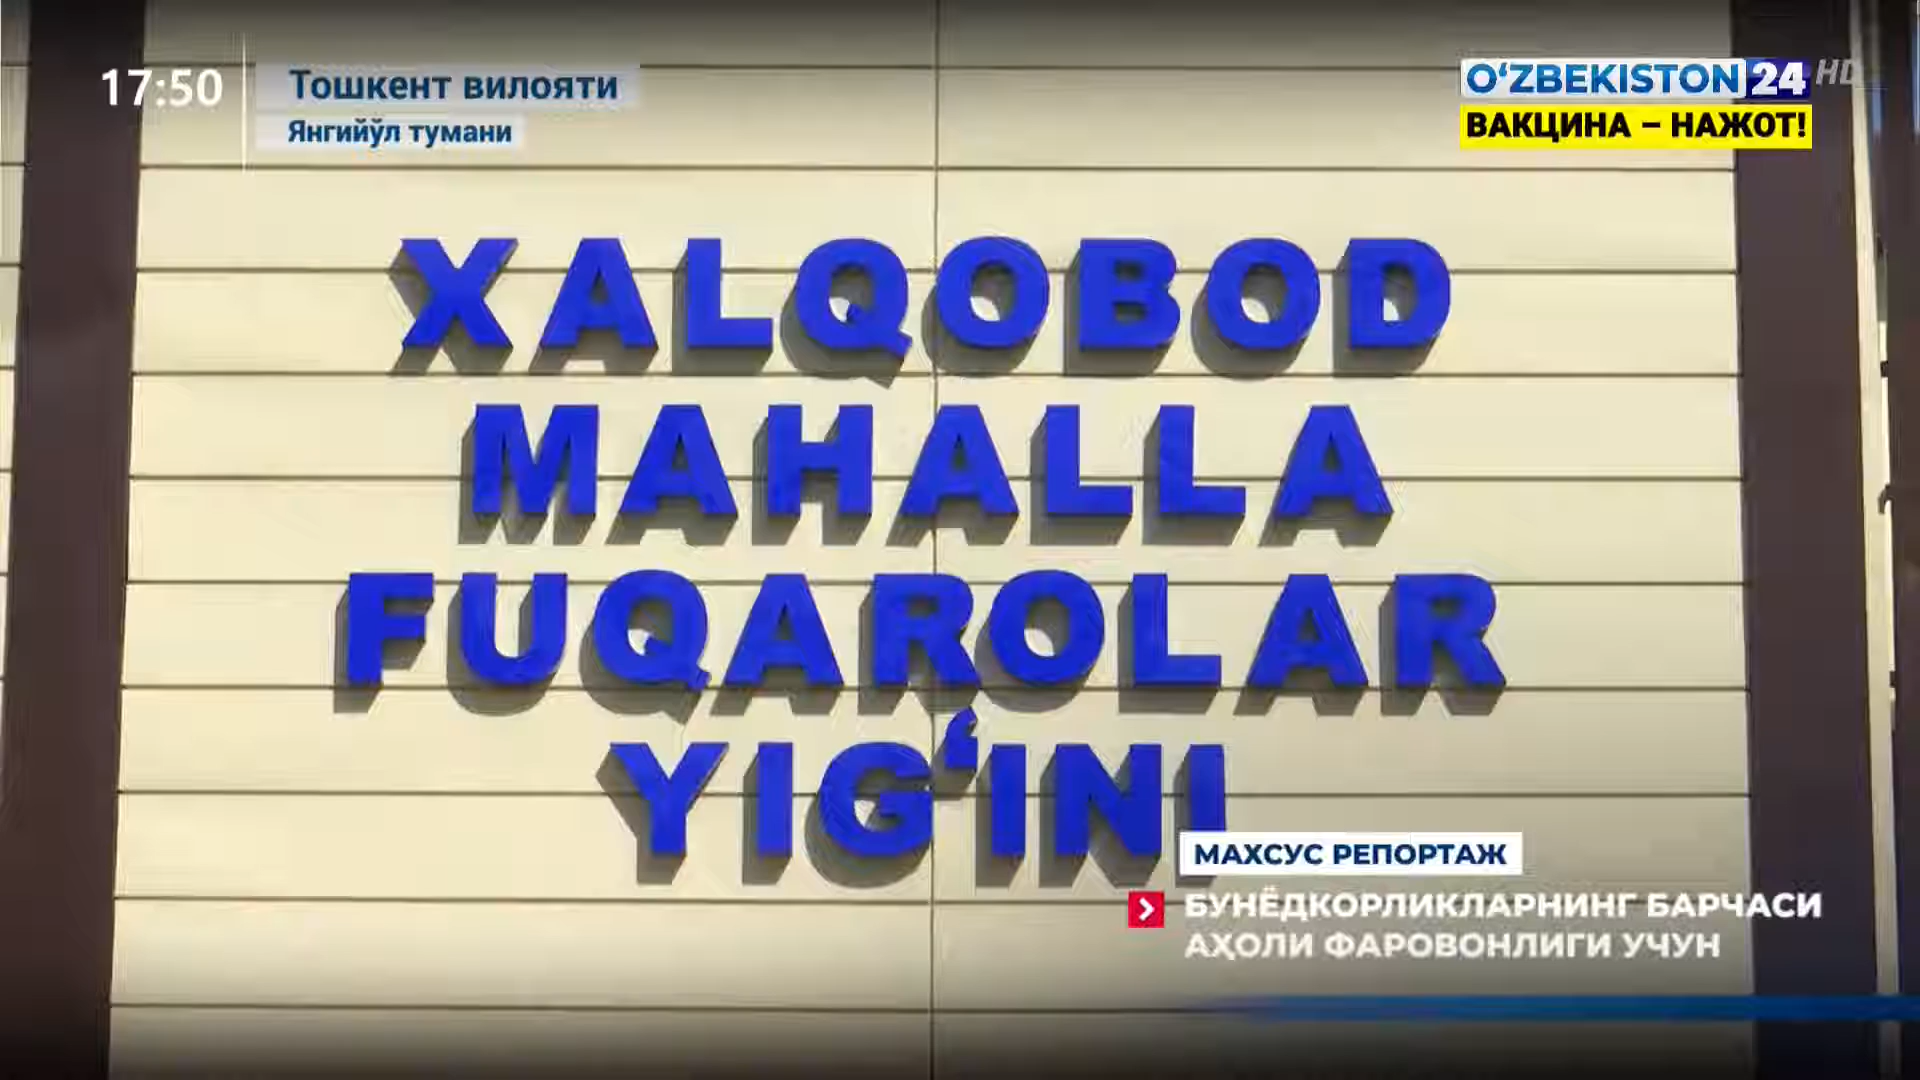 17:50
Тошкент вилояти
Янгийўл тумани
O‘ZBEKISTON 24 HD
ВАКЦИНА – НАЖОТ!
XALQOBOD
MAHALLA
FUQAROLAR
YIG‘INI
МАХСУС РЕПОРТАЖ
БУНЁДКОРЛИКЛАРНИНГ БАРЧАСИ
АҲОЛИ ФАРОВОНЛИГИ УЧУН